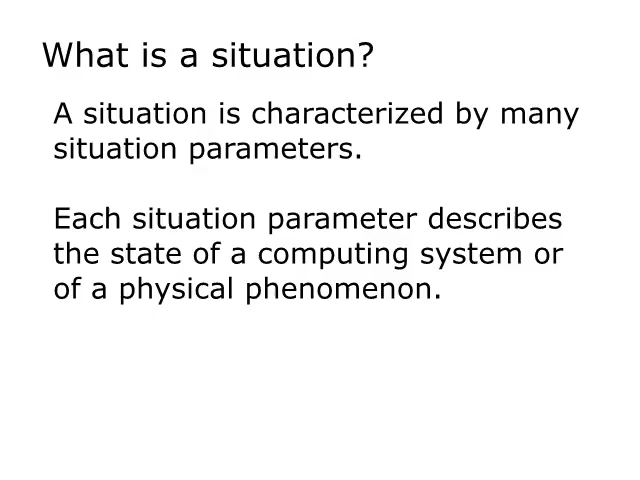 What is a situation?
A situation is characterized by many
situation parameters.
Each situation parameter describes
the state of a computing system or
of a physical phenomenon.